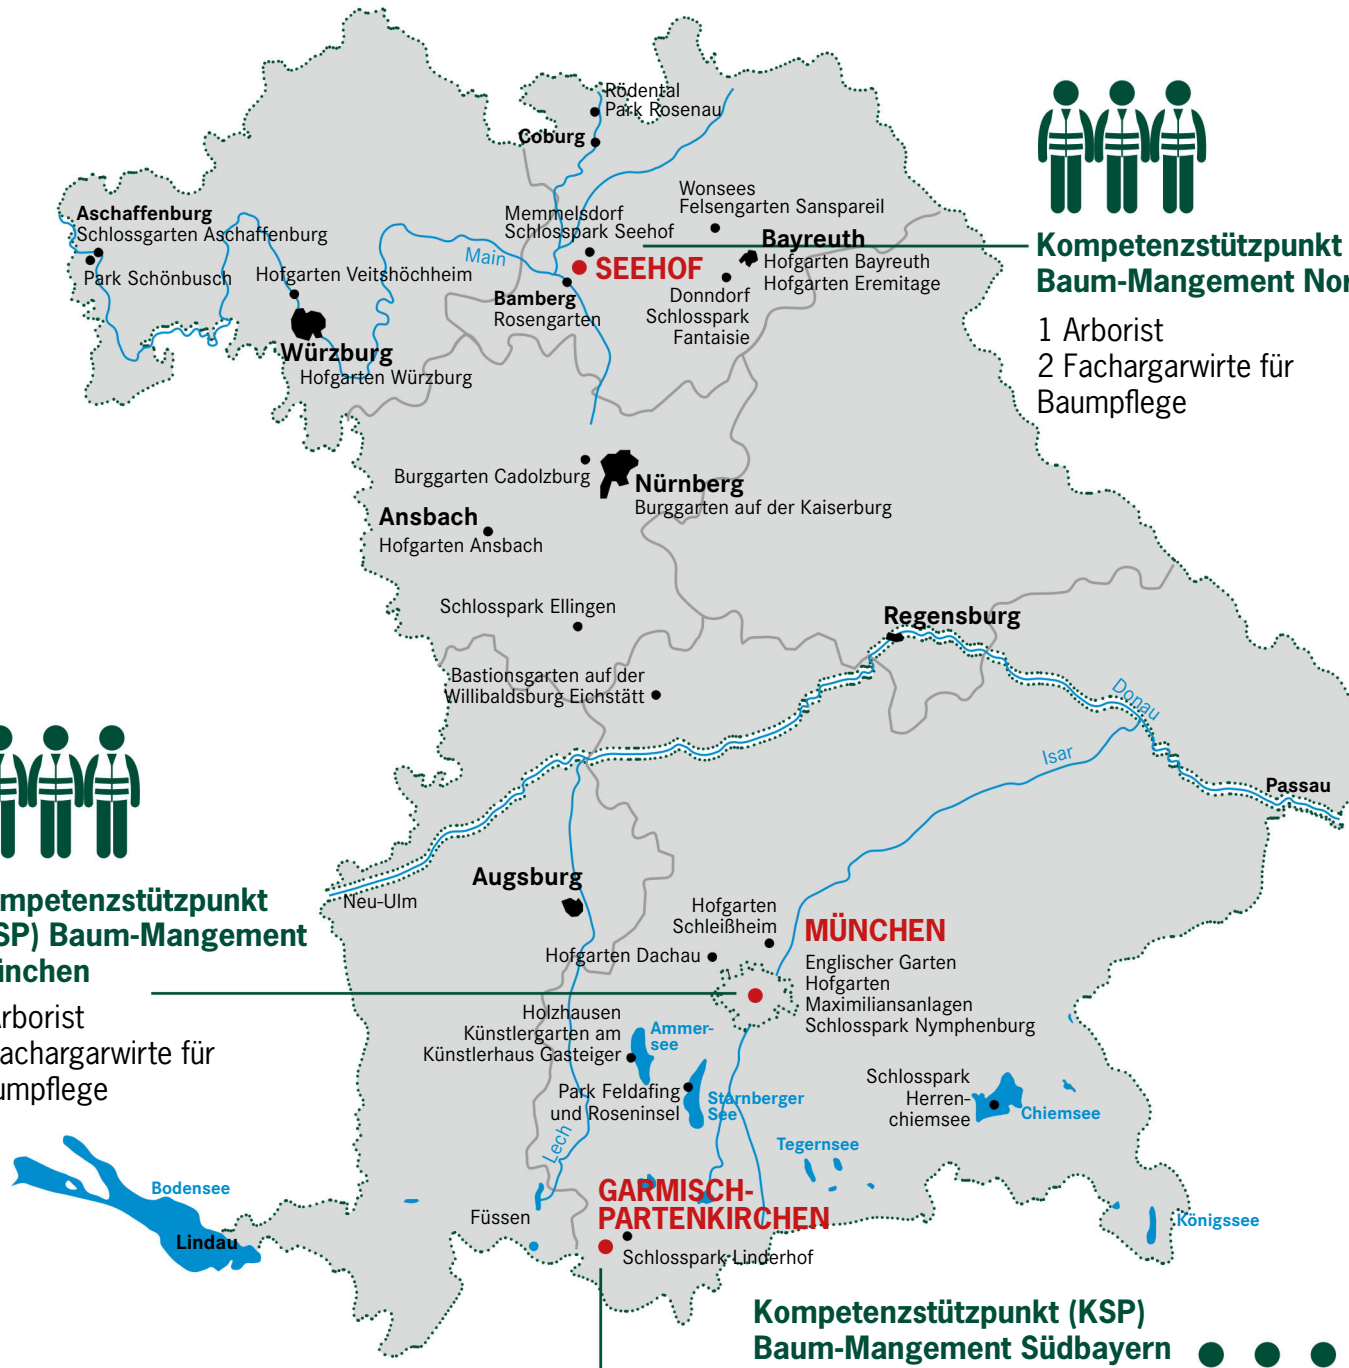 Rödental
Park Rosenau
Coburg
Wonsees
Felsengarten Sanspareil
Memmelsdorf
Schlosspark Seehof
Aschaffenburg
Schlossgarten Aschaffenburg
Park Schönbusch
Hofgarten Veitshöchheim
Main
SEEHOF
Bayreuth
Hofgarten Bayreuth
Hofgarten Eremitage
Bamberg
Rosengarten
Donndorf
Schlosspark
Fantaisie
Würzburg
Hofgarten Würzburg
Kompetenzstützpunkt
Baum-Mangement Nor
1 Arborist
2 Fachargarwirte für
Baumpflege
Burggarten Cadolzburg
Nürnberg
Burggarten auf der Kaiserburg
Ansbach
Hofgarten Ansbach
Schlosspark Ellingen
Regensburg
Bastionsgarten auf der
Willibaldsburg Eichstätt
Donau
Isar
Passau
Augsburg
Neu-Ulm
mpetenzstützpunkt
SP) Baum-Mangement
ünchen
Arborist
achargarwirte für
umpflege
Hofgarten
Schleißheim
Hofgarten Dachau
MÜNCHEN
Englischer Garten
Hofgarten
Maximiliansanlagen
Schlosspark Nymphenburg
Holzhausen
Künstlergarten am
Künstlerhaus Gasteiger
Ammer-
see
Park Feldafing
und Roseninsel
Starnberger
See
Schlosspark
Herren-
chiemsee
Chiemsee
Tegernsee
Lech
Bodensee
Lindau
Füssen
GARMISCH-
PARTENKIRCHEN
Schlosspark Linderhof
Königssee
Kompetenzstützpunkt (KSP)
Baum-Mangement Südbayern